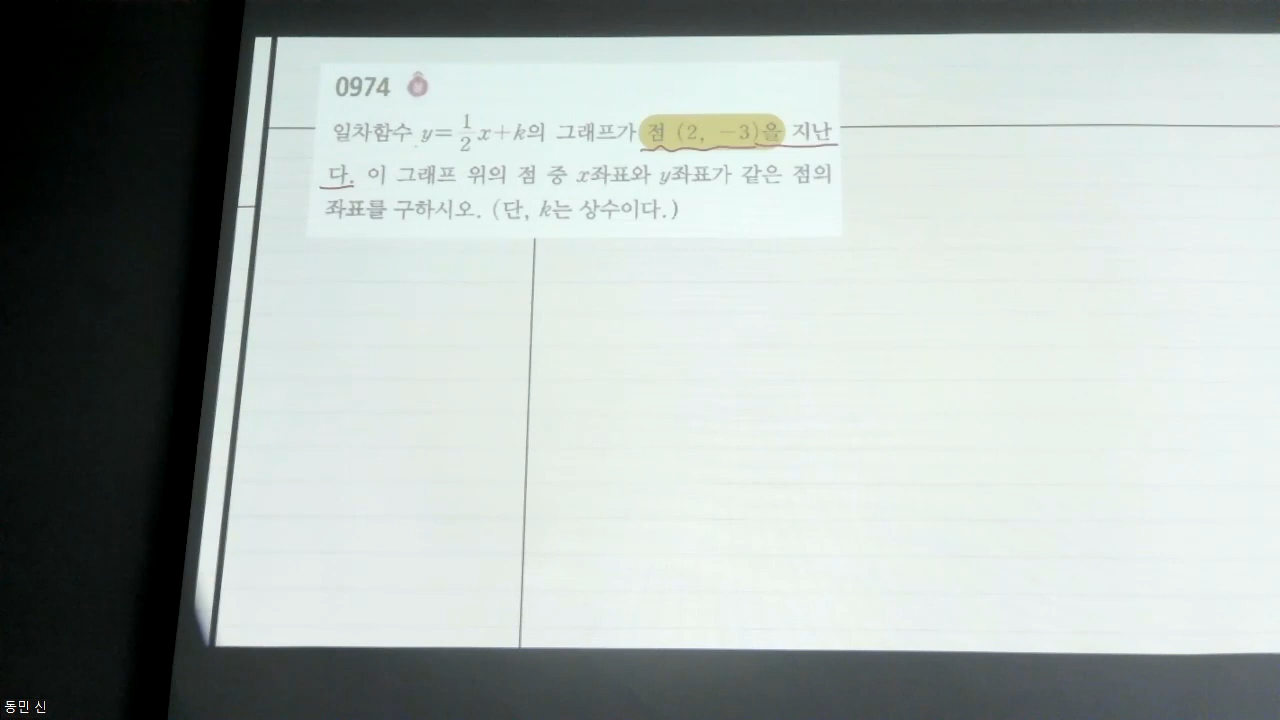 0974
일차함수 y=1/2x+k의 그래프가 점 (2, -3)을 지난
다. 이 그래프 위의 점 중 x좌표와 y좌표가 같은 점의
좌표를 구하시오. (단, k는 상수이다.)
동민 신